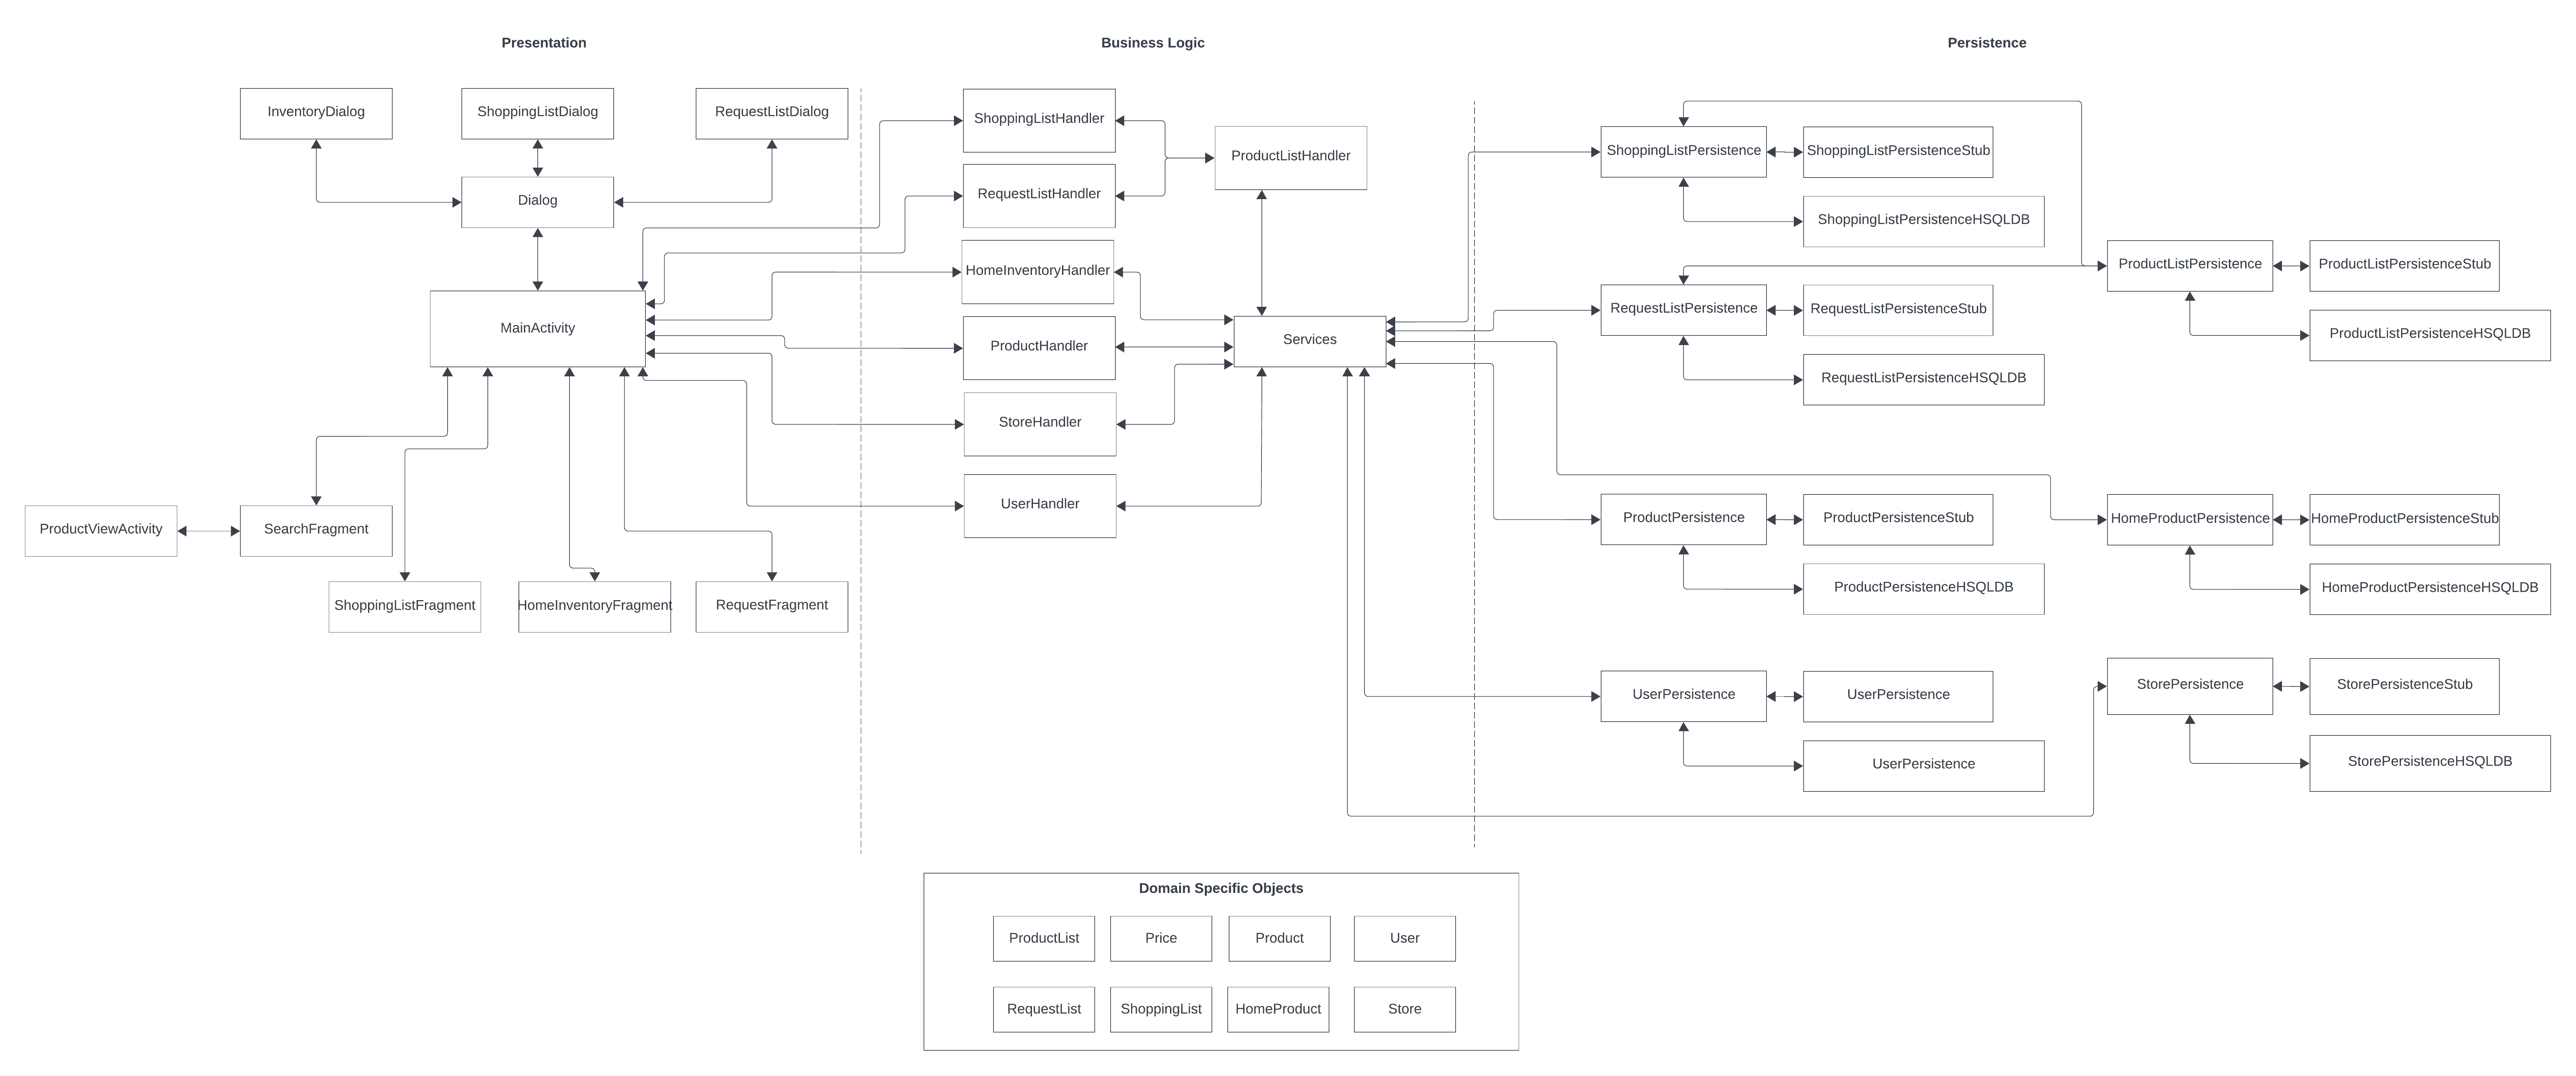 Presentation
Business Logic
Persistence
InventoryDialog
ShoppingListDialog
RequestListDialog
Dialog
MainActivity
ProductViewActivity
SearchFragment
ShoppingListFragment
HomeInventoryFragment
RequestFragment
ShoppingListHandler
ProductListHandler
RequestListHandler
HomeInventoryHandler
Services
ProductHandler
StoreHandler
UserHandler
ShoppingListPersistence
ShoppingListPersistenceStub
ShoppingListPersistenceHSQLDB
ProductListPersistence
ProductListPersistenceStub
ProductListPersistenceHSQLDB
RequestListPersistence
RequestListPersistenceStub
RequestListPersistenceHSQLDB
ProductPersistence
ProductPersistenceStub
ProductPersistenceHSQLDB
HomeProductPersistence
HomeProductPersistenceStub
HomeProductPersistenceHSQLDB
UserPersistence
UserPersistence
UserPersistence
StorePersistence
StorePersistenceStub
StorePersistenceHSQLDB
Domain Specific Objects
ProductList
Price
Product
User
RequestList
ShoppingList
HomeProduct
Store